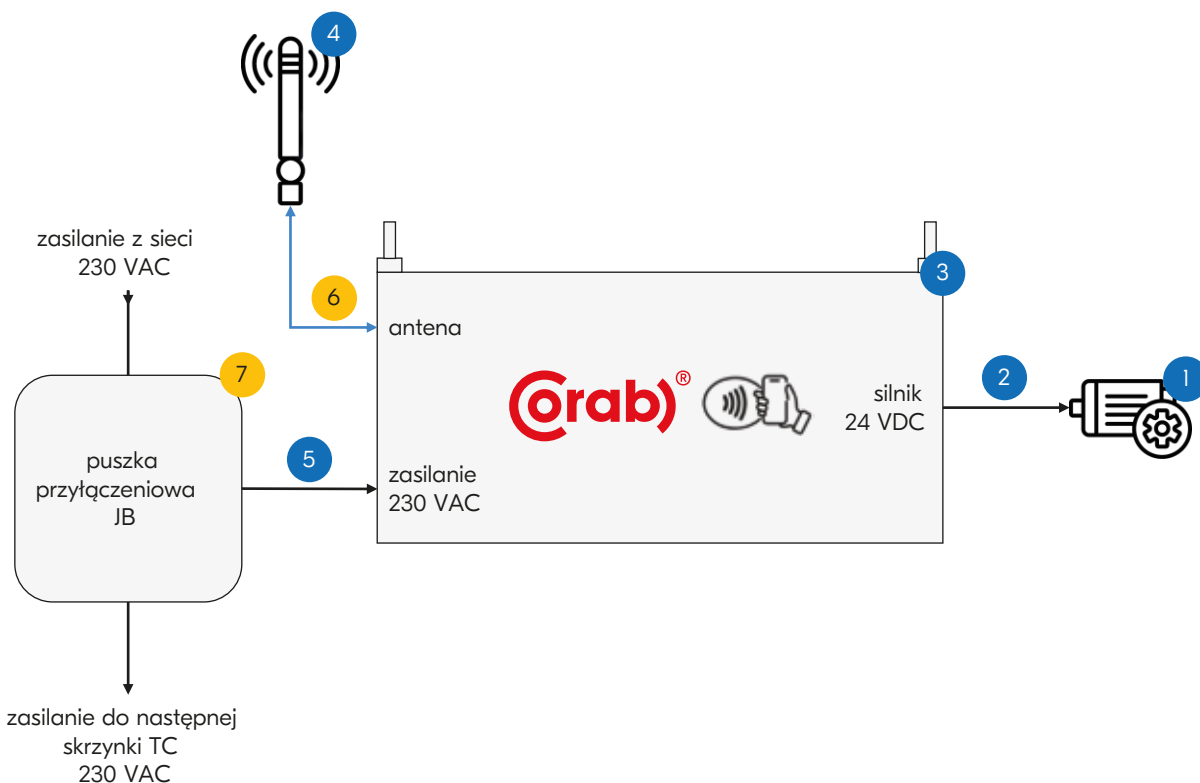 4
zasilanie z sieci
230 VAC
3
6
antena
7
1
2
corab®
silnik
24 VDC
puszka
przyłączeniowa
JB
5
zasilanie
230 VAC
zasilanie do następnej
skrzynki TC
230 VAC